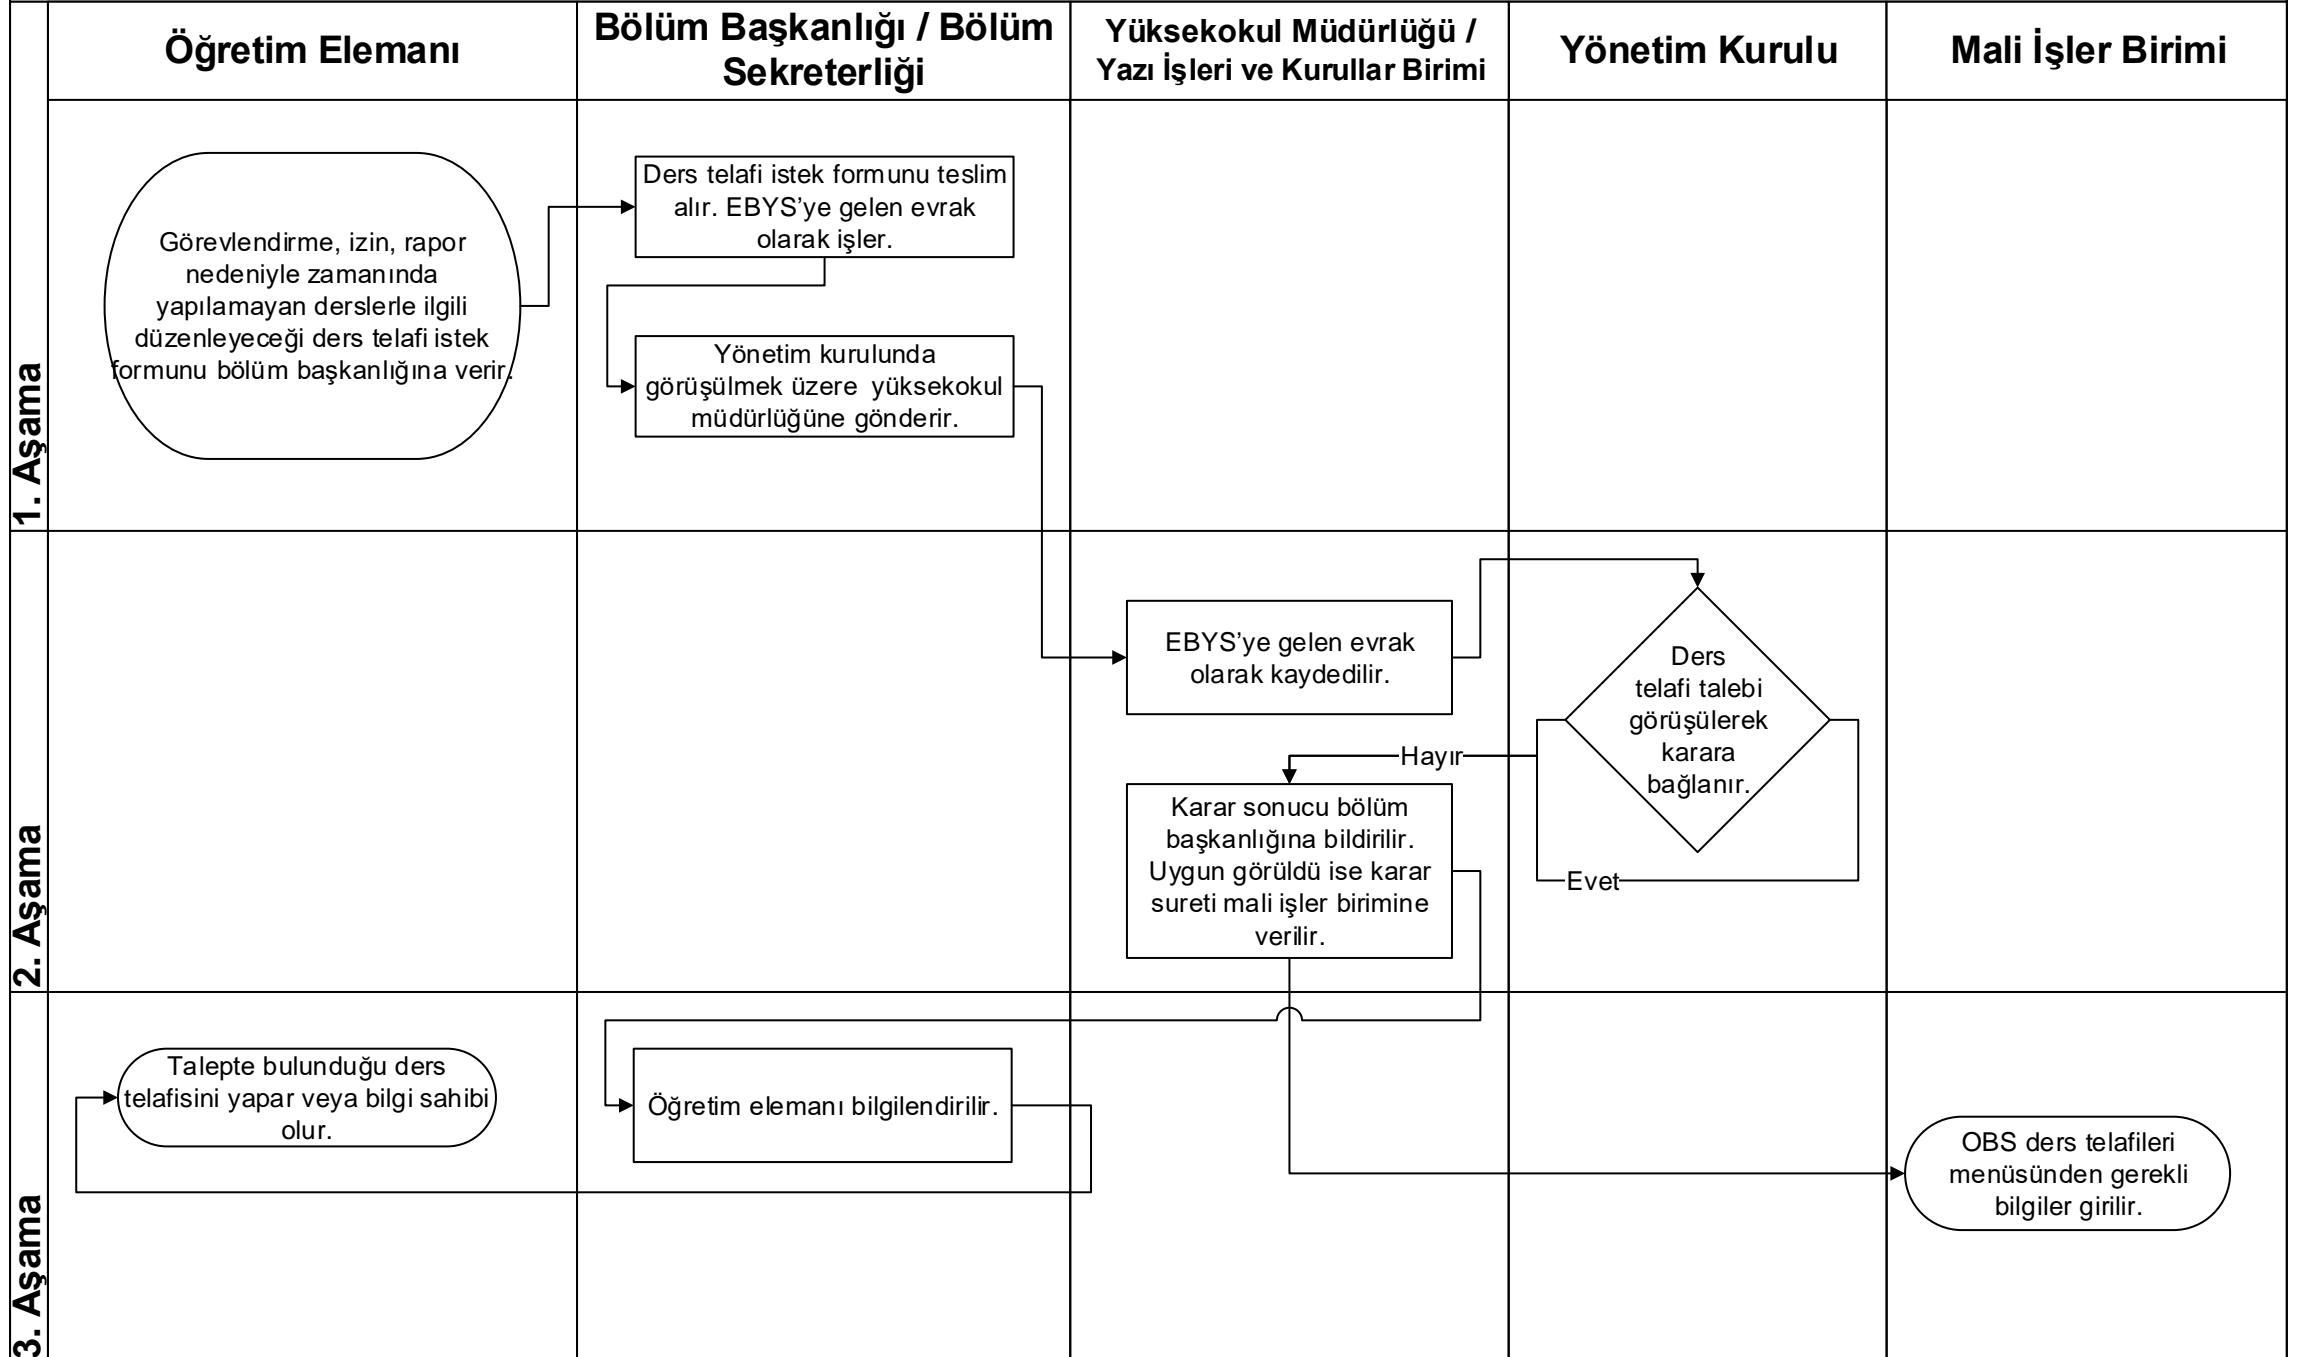 Öğretim Elemanı
Bölüm Başkanlığı / Bölüm
Sekreterliği
Yüksekokul Müdürlüğü /
Yazı İşleri ve Kurullar Birimi
Yönetim Kurulu
Mali İşler Birimi
1. Aşama
Görevlendirme, izin, rapor
nedeniyle zamanında
yapılamayan derslerle ilgili
düzenleyeceği ders telafi istek
formunu bölüm başkanlığına verir.
Ders telafi istek formunu teslim
alır. EBYS’ye gelen evrak
olarak işler.
Yönetim kurulunda
görüşülmek üzere  yüksekokul
müdürlüğüne gönderir.
2. Aşama
EBYS’ye gelen evrak
olarak kaydedilir.
Ders
telafi talebi
görüşülerek
karara
bağlanır.
Hayır
Evet
Karar sonucu bölüm
başkanlığına bildirilir.
Uygun görüldü ise karar
sureti mali işler birimine
verilir.
3. Aşama
Talepte bulunduğu ders
telafisini yapar veya bilgi sahibi
olur.
Öğretim elemanı bilgilendirilir.
OBS ders telafileri
menüsünden gerekli
bilgiler girilir.